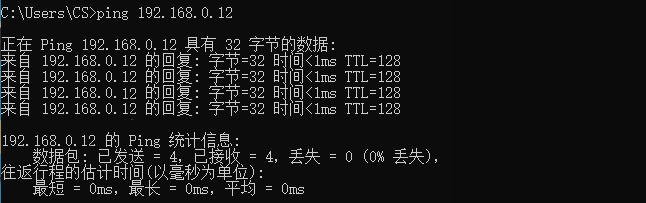 C:\Users\CS>ping 192.168.0.12
正在 Ping 192.168.0.12 具有 32 字节的数据:
来自 192.168.0.12 的回复: 字节=32 时间<1ms TTL=128
来自 192.168.0.12 的回复: 字节=32 时间<1ms TTL=128
来自 192.168.0.12 的回复: 字节=32 时间<1ms TTL=128
来自 192.168.0.12 的回复: 字节=32 时间<1ms TTL=128
192.168.0.12 的 Ping 统计信息:
数据包: 已发送 = 4，已接收 = 4，丢失 = 0 (0% 丢失)，
往返行程的估计时间(以毫秒为单位):
最短 = 0ms，最长 = 0ms，平均 = 0ms